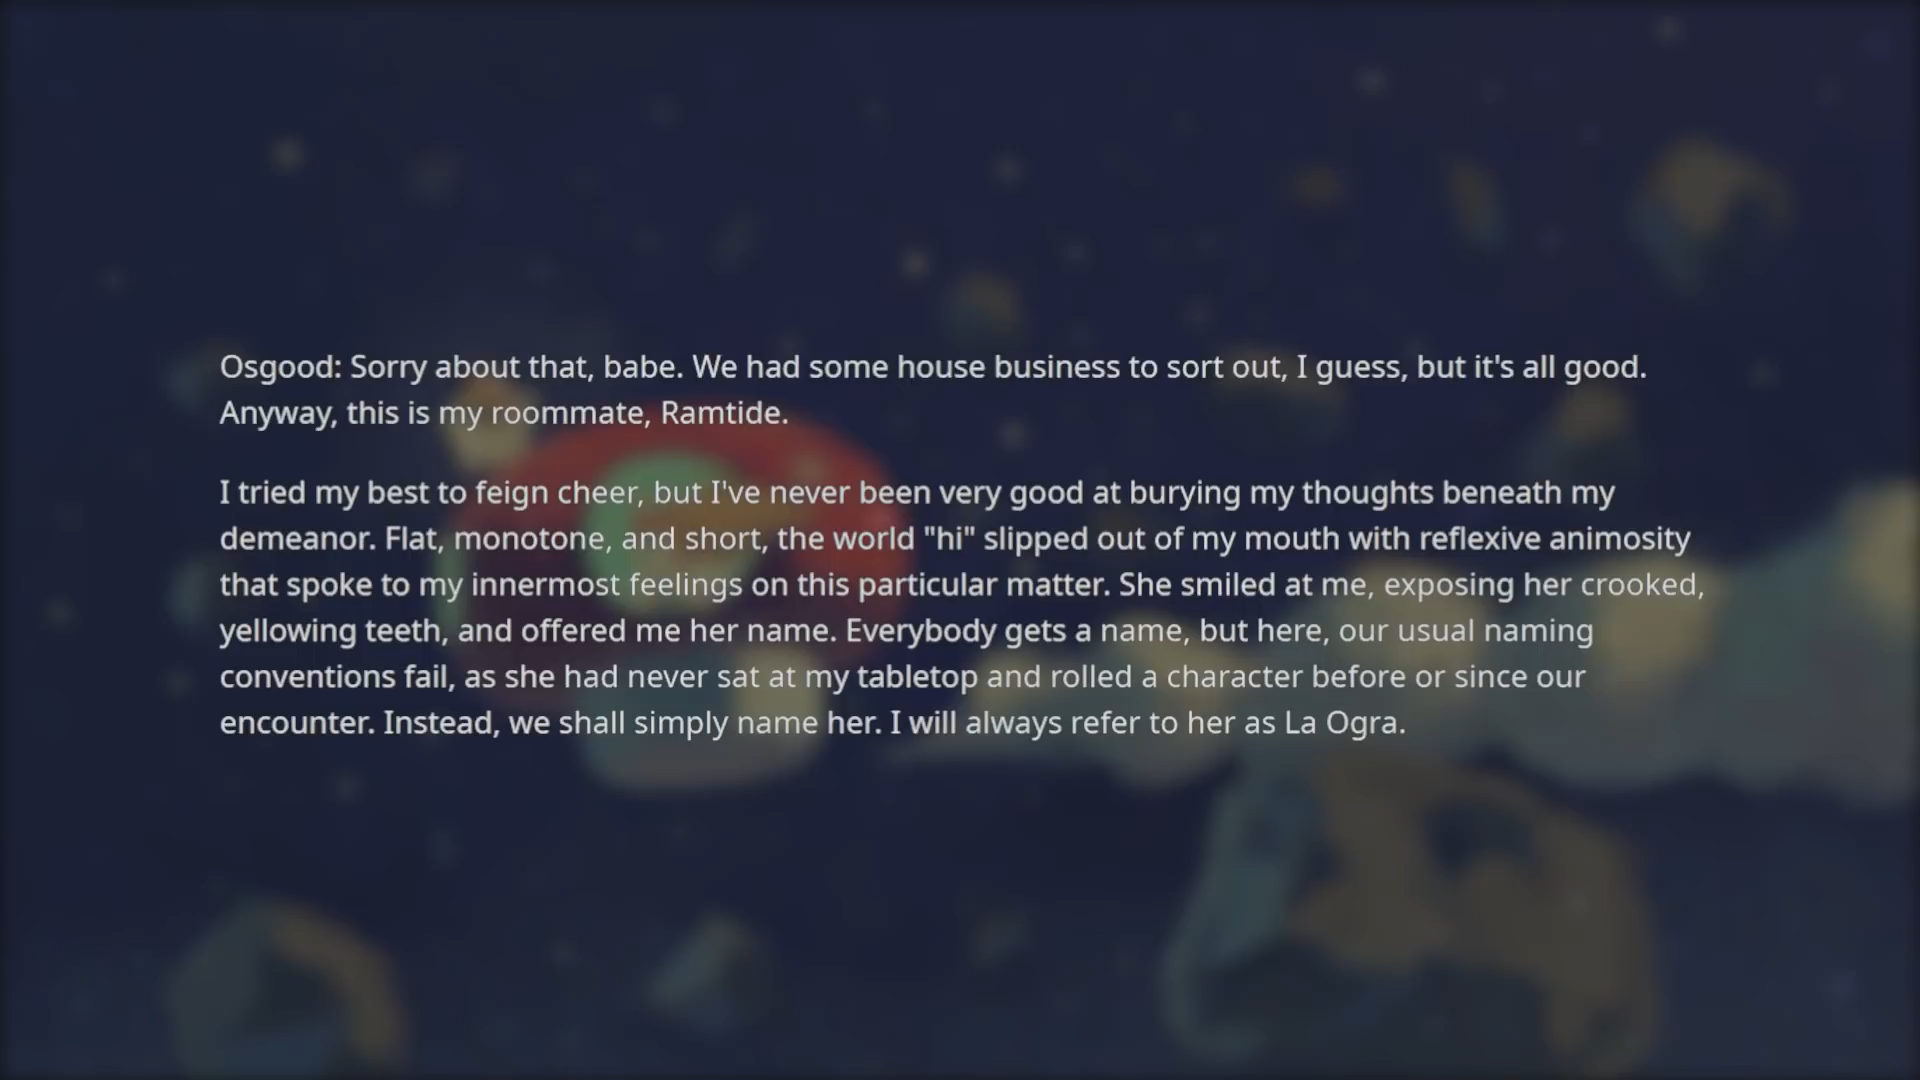 Osgood: Sorry about that, babe. We had some house business to sort out, I guess, but it's all good.
Anyway, this is my roommate, Ramtide.
I tried my best to feign cheer, but I've never been very good at burying my thoughts beneath my
demeanor. Flat, monotone, and short, the world "hi" slipped out of my mouth with reflexive animosity
that spoke to my innermost feelings on this particular matter. She smiled at me, exposing her crooked,
yellowing teeth, and offered me her name. Everybody gets a name, but here, our usual naming
conventions fail, as she had never sat at my tabletop and rolled a character before or since our
encounter. Instead, we shall simply name her. I will always refer to her as La Ogra.